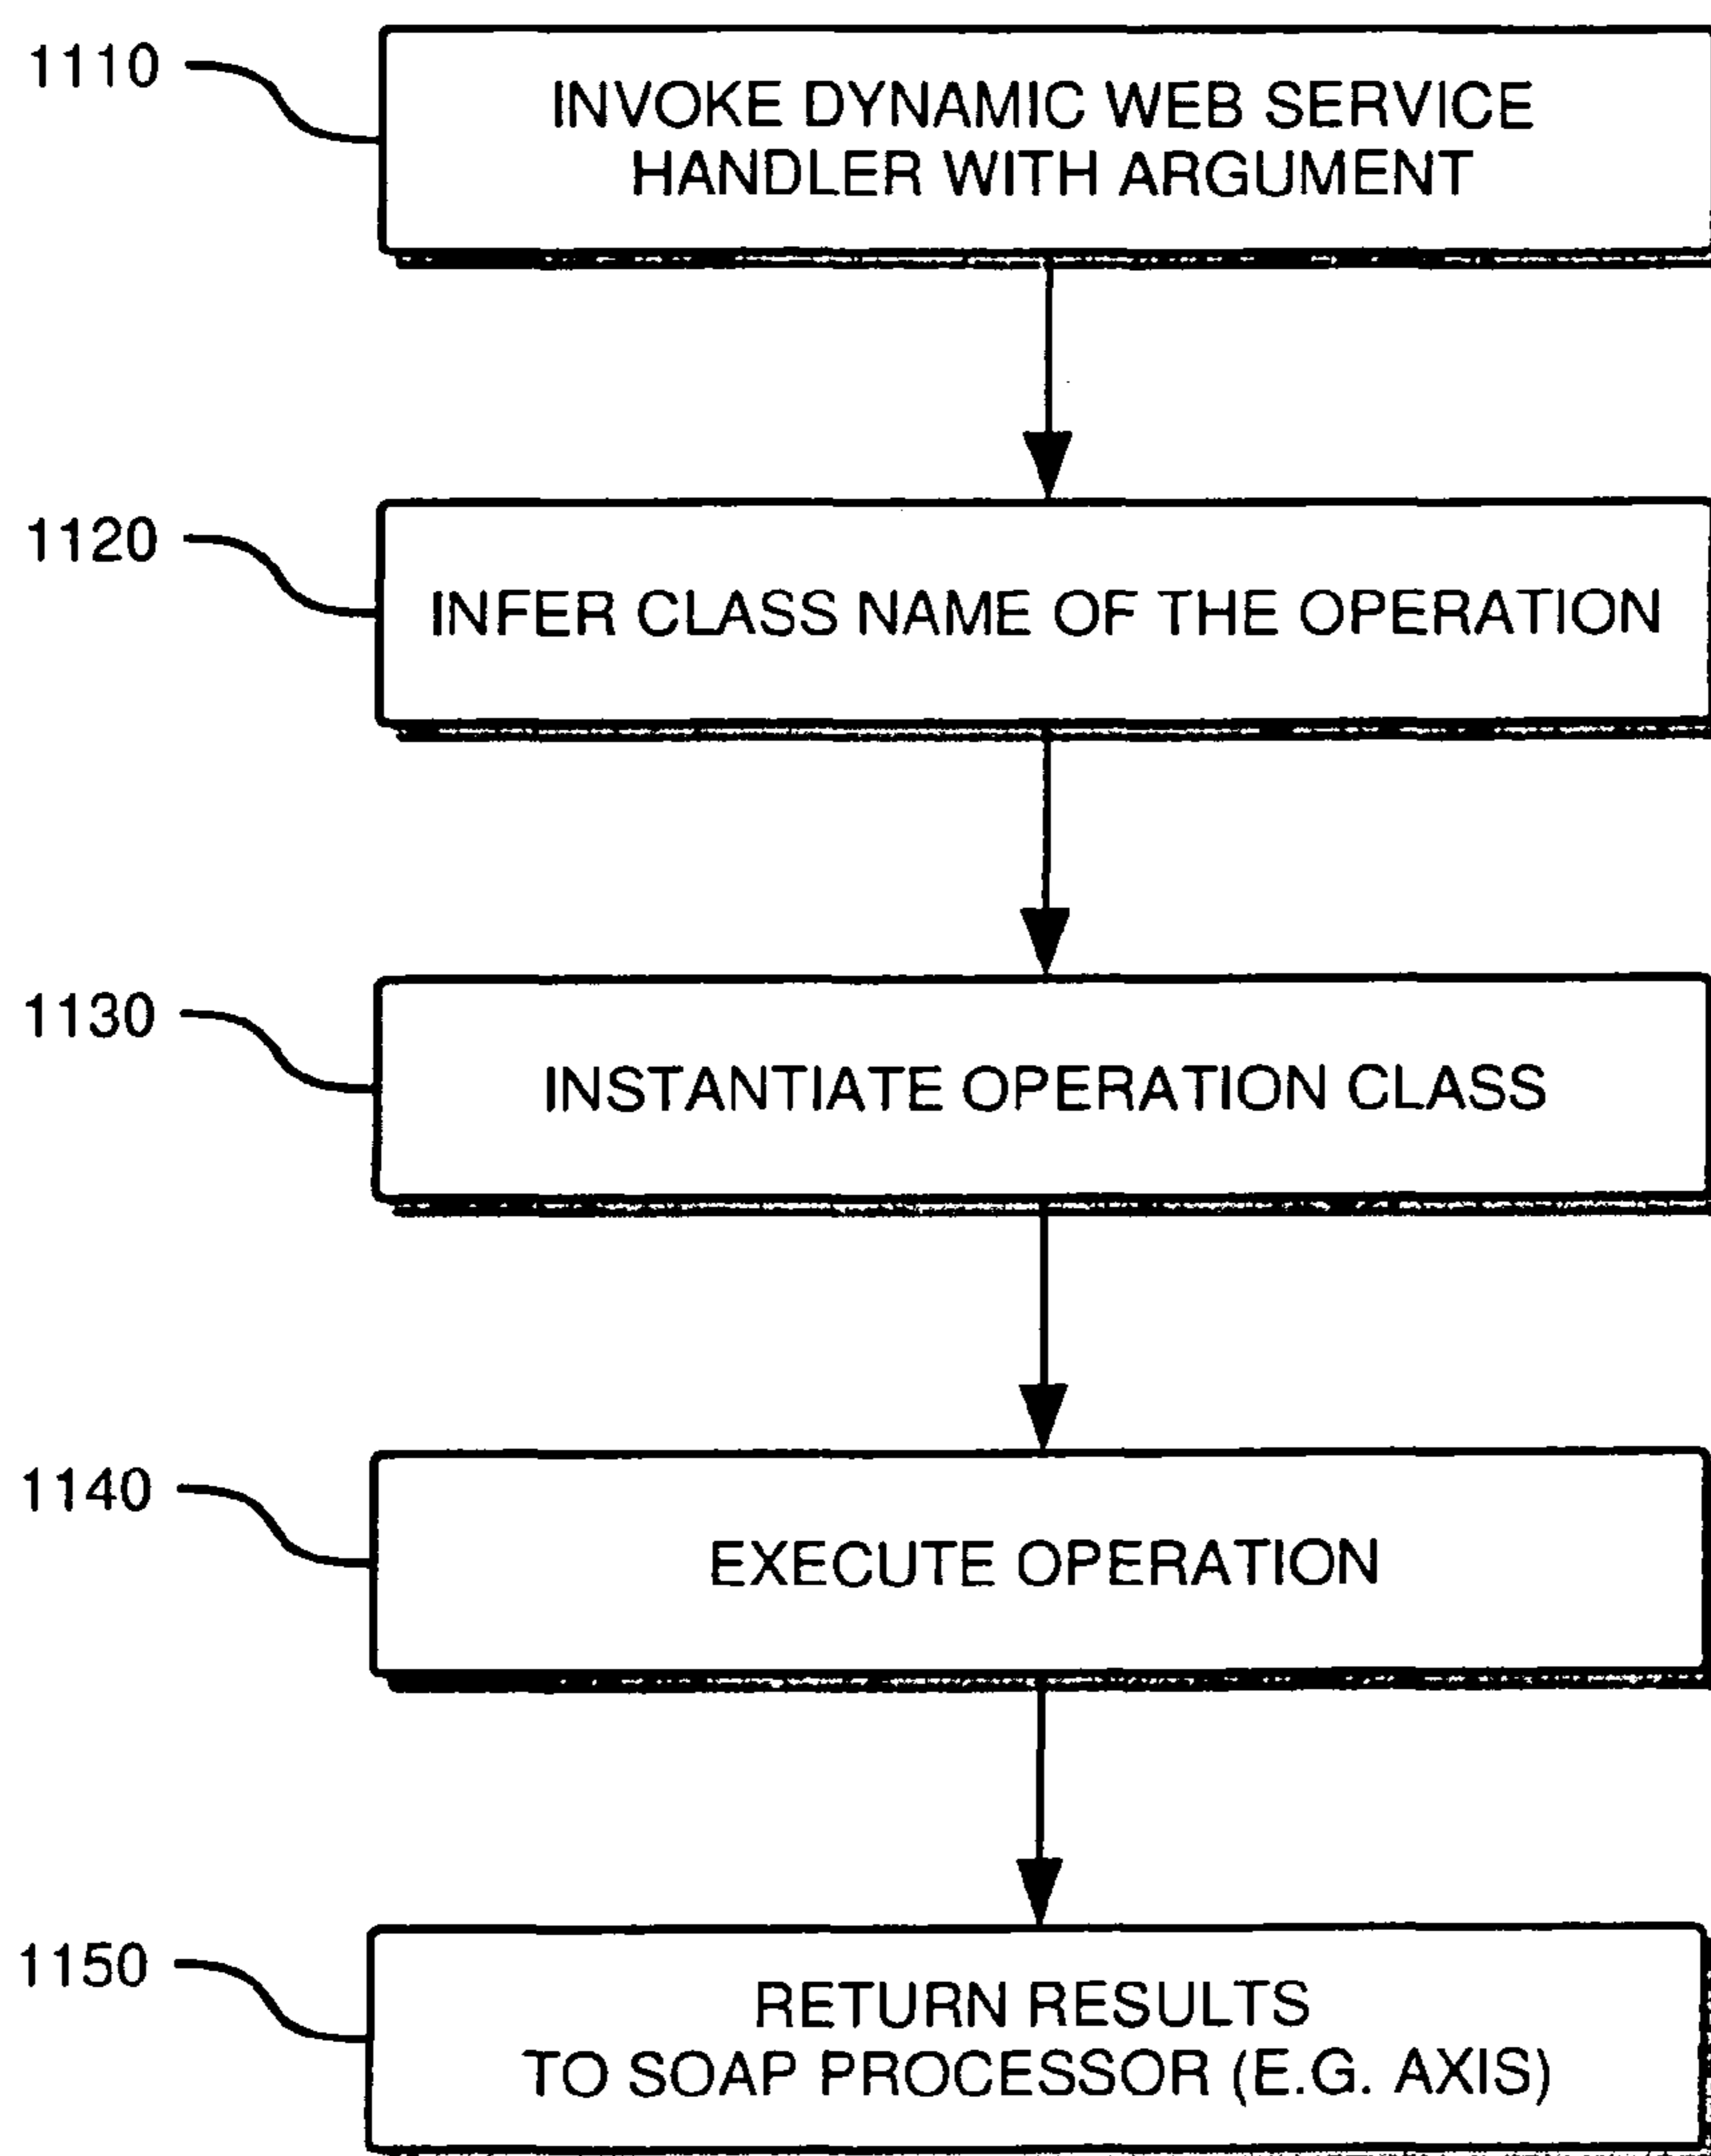 1110
INVOKE DYNAMIC WEB SERVICE
HANDLER WITH ARGUMENT
1120
INFER CLASS NAME OF THE OPERATION
1130
INSTANTIATE OPERATION CLASS
1140
EXECUTE OPERATION
1150
RETURN RESULTS
TO SOAP PROCESSOR (E.G. AXIS)